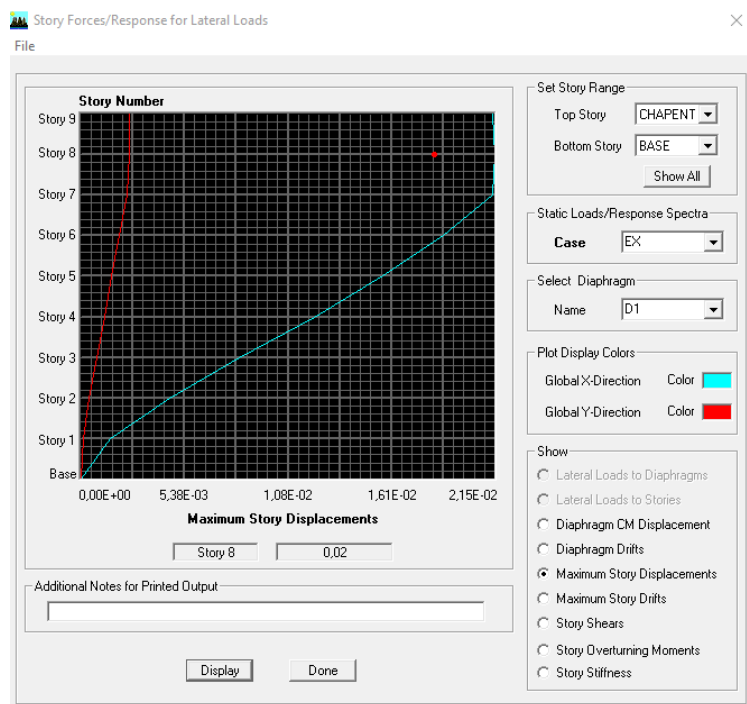 Story Forces/Response for Lateral Loads
File
Story Number
Story 9
Story 8
Story 7
Story 6
Story 5
Story 4
Story 3
Story 2
Story 1
Base
0,00E+00 5,38E-03 1,08E-02 1,61E-02 2,15E-02
Maximum Story Displacements
Story 8 0,02
Additional Notes for Printed Output
Display Done
Set Story Range
Top Story CHAPENT
Bottom Story BASE
Show All
Static Loads/Response Spectra
Case EX
Select Diaphragm
Name D1
Plot Display Colors
Global X-Direction Color
Global Y-Direction Color
Show
Lateral Loads to Diaphragms
Lateral Loads to Stories
Diaphragm CM Displacement
Diaphragm Drifts
Maximum Story Displacements
Maximum Story Drifts
Story Shears
Story Overturning Moments
Story Stiffness